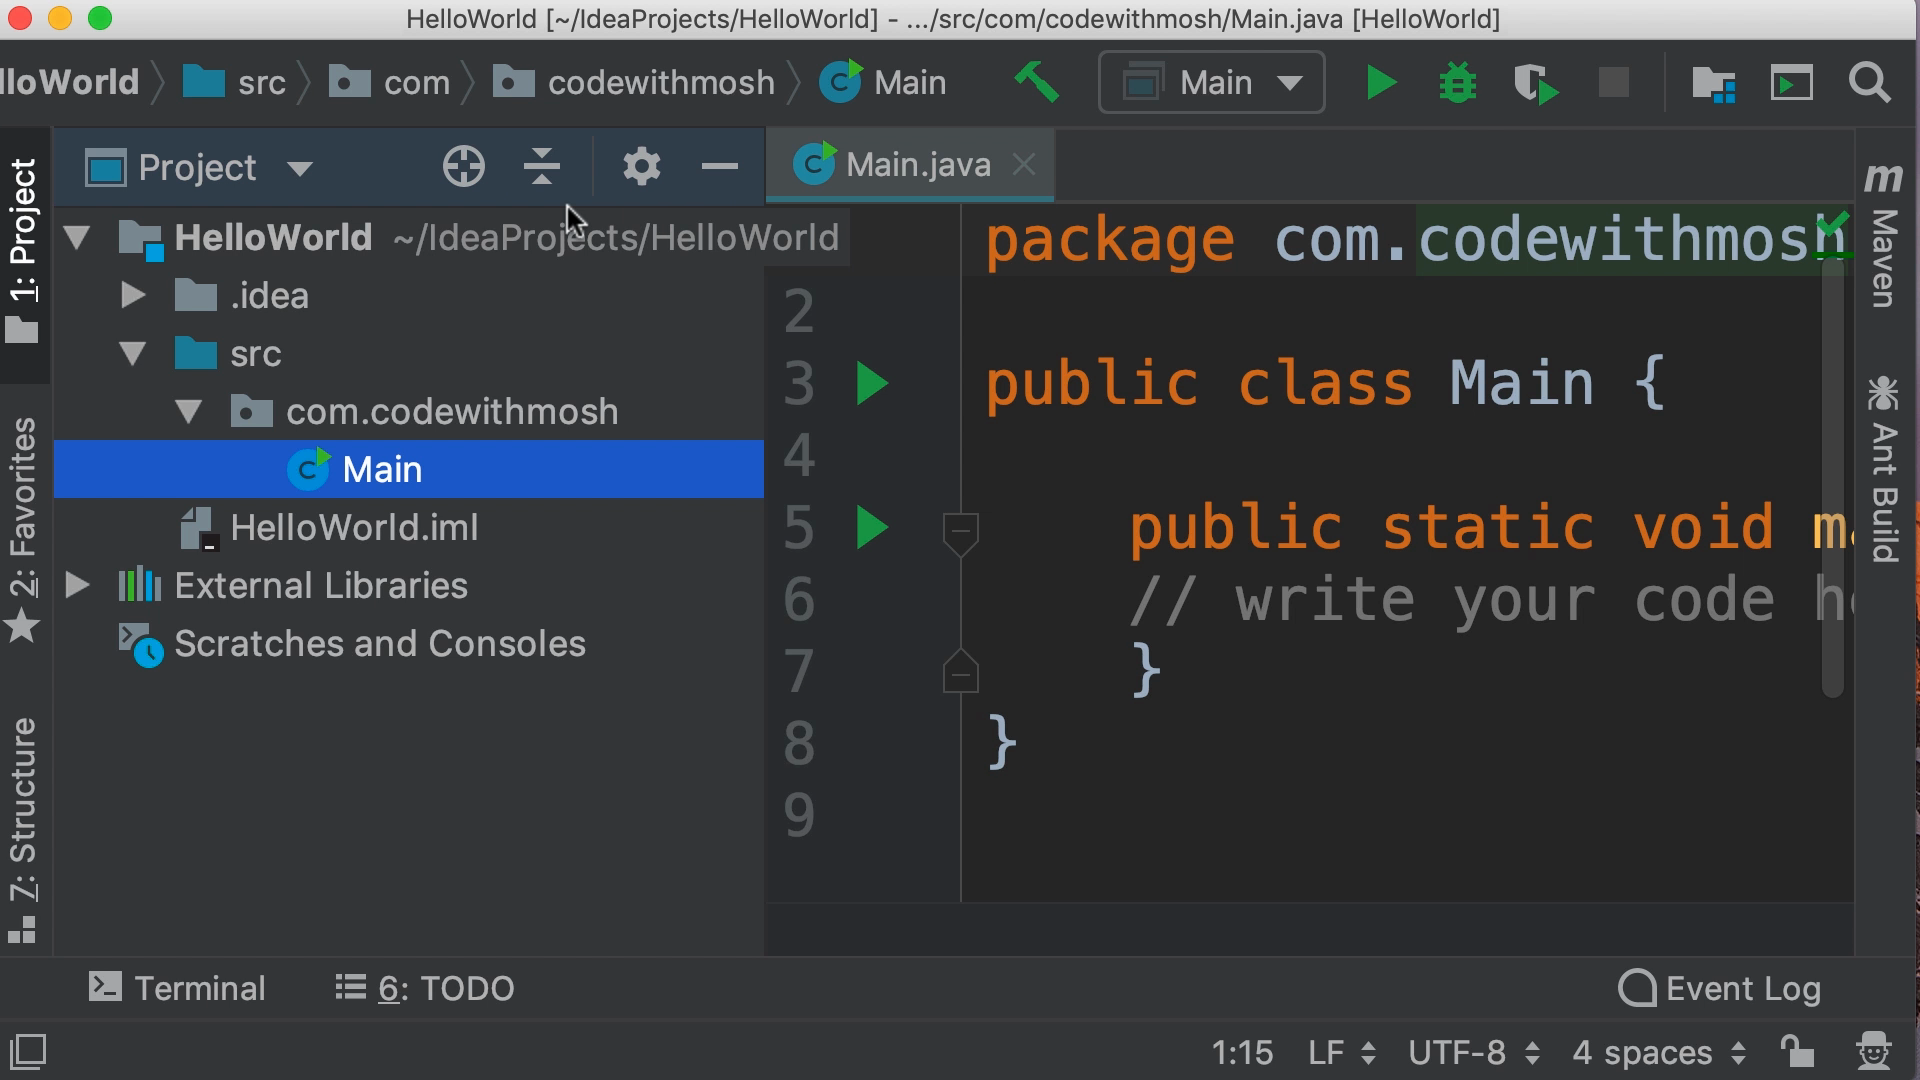 HelloWorld [~/IdeaProjects/HelloWorld] - .../src/com/codewithmosh/Main.java [HelloWorld]
lloWorld src com codewithmosh Main Main
1: Project
2: Favorites
7: Structure
Project
HelloWorld ~/IdeaProjects/HelloWorld
.idea
src
com.codewithmosh
Main
HelloWorld.iml
External Libraries
Scratches and Consoles
Main.java
package com.codewithmosh
2
3 public class Main {
4
5 public static void
6 // write your code
7 }
8 }
9
m Maven
Ant Build
Terminal 6: TODO Event Log
1:15 LF UTF-8 4 spaces